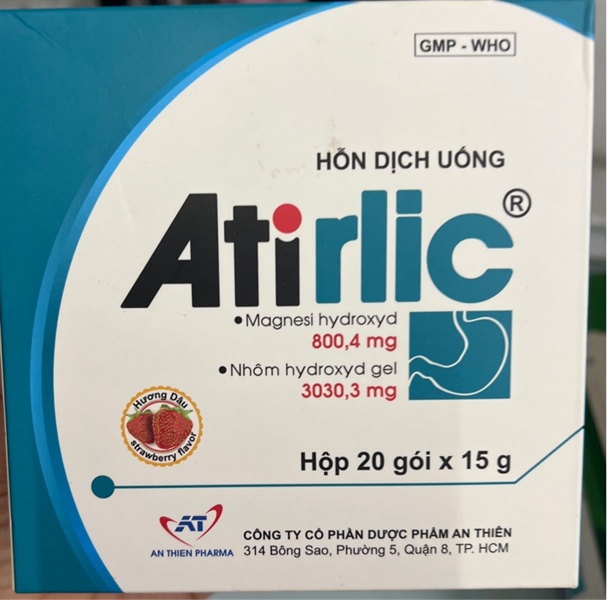 GMP - WHO
HỖN DỊCH UỐNG
Atirlic®
•Magnesi hydroxyd
800,4 mg
•Nhôm hydroxyd gel
3030,3 mg
Hương Dâu
strawberry flavor
Hộp 20 gói x 15 g
AT
AN THIEN PHARMA
CÔNG TY CỔ PHẦN DƯỢC PHẨM AN THIÊN
314 Bông Sao, Phường 5, Quận 8, TP. HCM